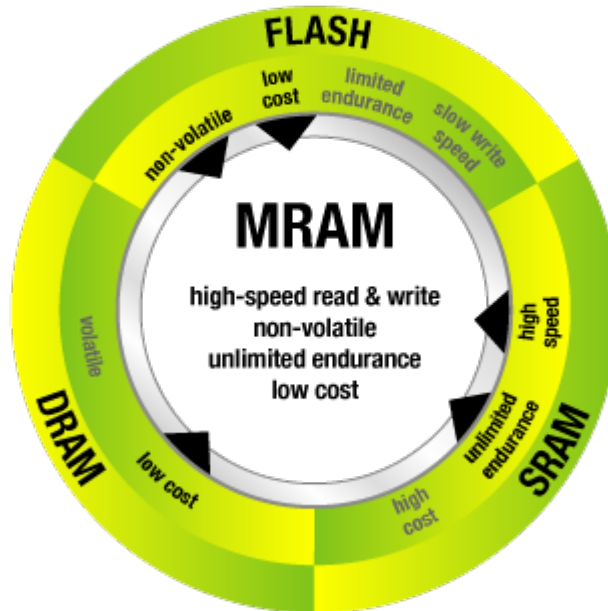 FLASH
non-volatile
low
cost
limited
endurance
slow write
speed
MRAM
high-speed read & write
non-volatile
unlimited endurance
low cost
high
speed
unlimited
endurance
high
cost
SRAM
volatile
low cost
DRAM